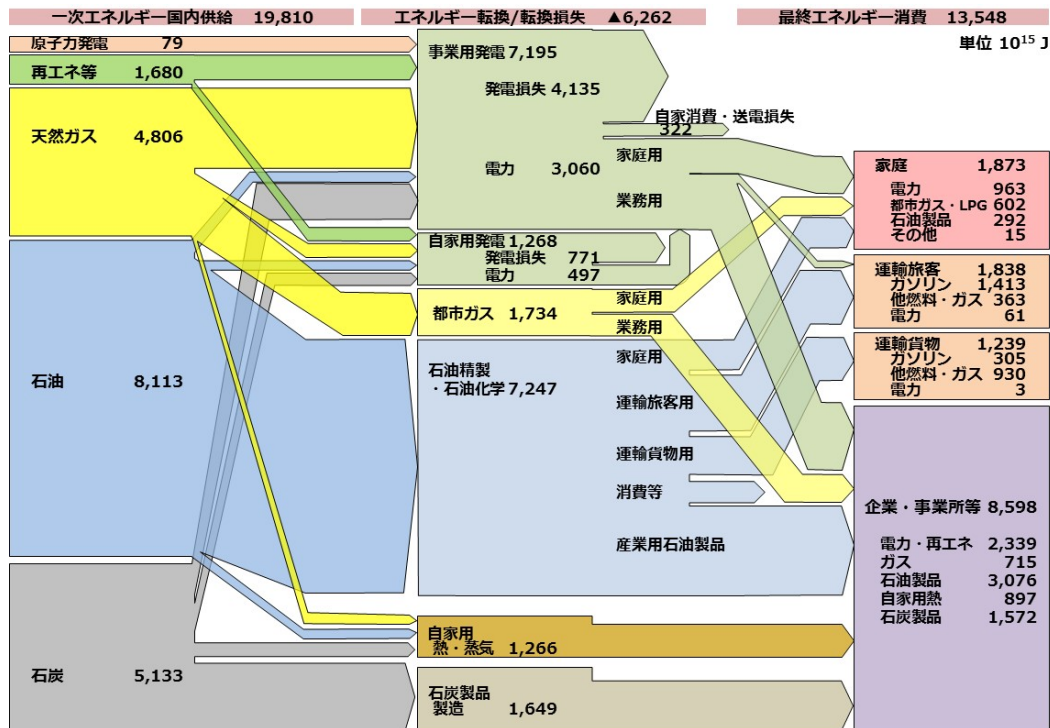 一次エネルギー国内供給 19,810
エネルギー転換/転換損失 ▲6,262
最終エネルギー消費 13,548
単位 10¹⁵ J
原子力発電 79
再エネ等 1,680
天然ガス 4,806
石油 8,113
石炭 5,133
事業用発電 7,195
発電損失 4,135
自家消費・送電損失
322
電力 3,060
家庭用
業務用
自家用発電 1,268
発電損失 771
電力 497
都市ガス 1,734
家庭用
業務用
石油精製
・石油化学 7,247
家庭用
運輸旅客用
運輸貨物用
消費等
産業用石油製品
自家用
熱・蒸気 1,266
石炭製品
製造 1,649
家庭 1,873
電力 963
都市ガス・LPG 602
石油製品 292
その他 15
運輸旅客 1,838
ガソリン 1,413
他燃料・ガス 363
電力 61
運輸貨物 1,239
ガソリン 305
他燃料・ガス 930
電力 3
企業・事業所等 8,598
電力・再エネ 2,339
ガス 715
石油製品 3,076
自家用熱 897
石炭製品 1,572